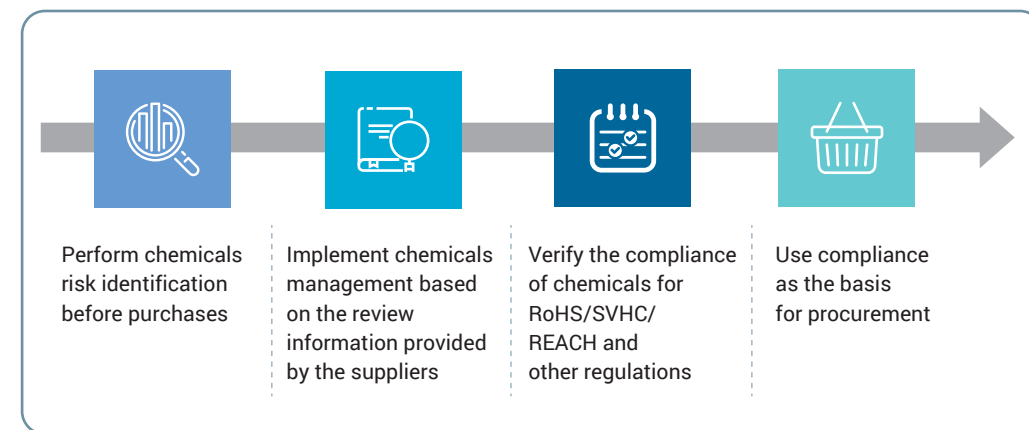 Perform chemicals
risk identification
before purchases
Implement chemicals
management based
on the review
information provided
by the suppliers
Verify the compliance
of chemicals for
RoHS/SVHC/
REACH and
other regulations
Use compliance
as the basis
for procurement